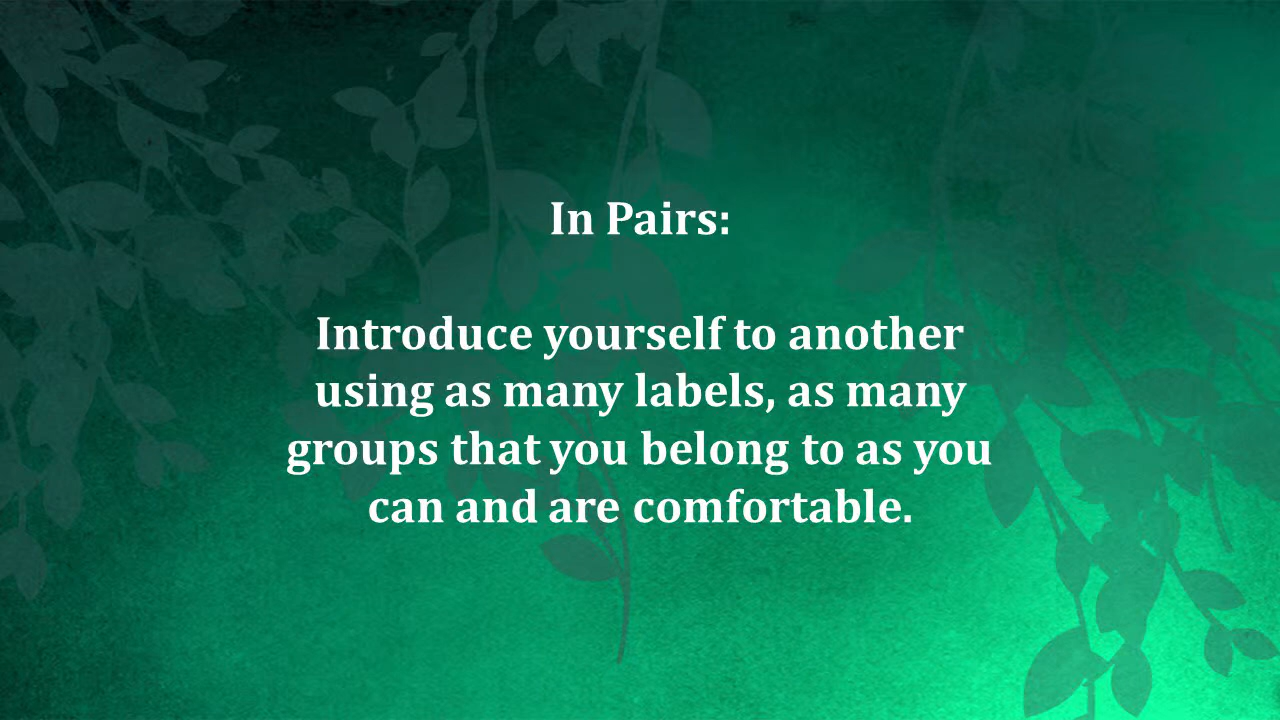 In Pairs:
Introduce yourself to another
using as many labels, as many
groups that you belong to as you
can and are comfortable.